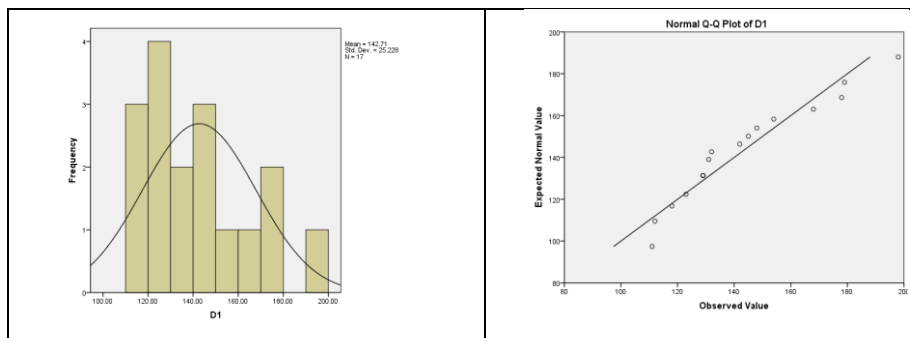 Mean = 142.71
Std. Dev. = 25.228
N = 17
4
3
2
1
0
Frequency
100.00 120.00 140.00 160.00 180.00 200.00
D1
Normal Q-Q Plot of D1
200
180
160
140
120
100
80
Expected Normal Value
80 100 120 140 160 180 200
Observed Value